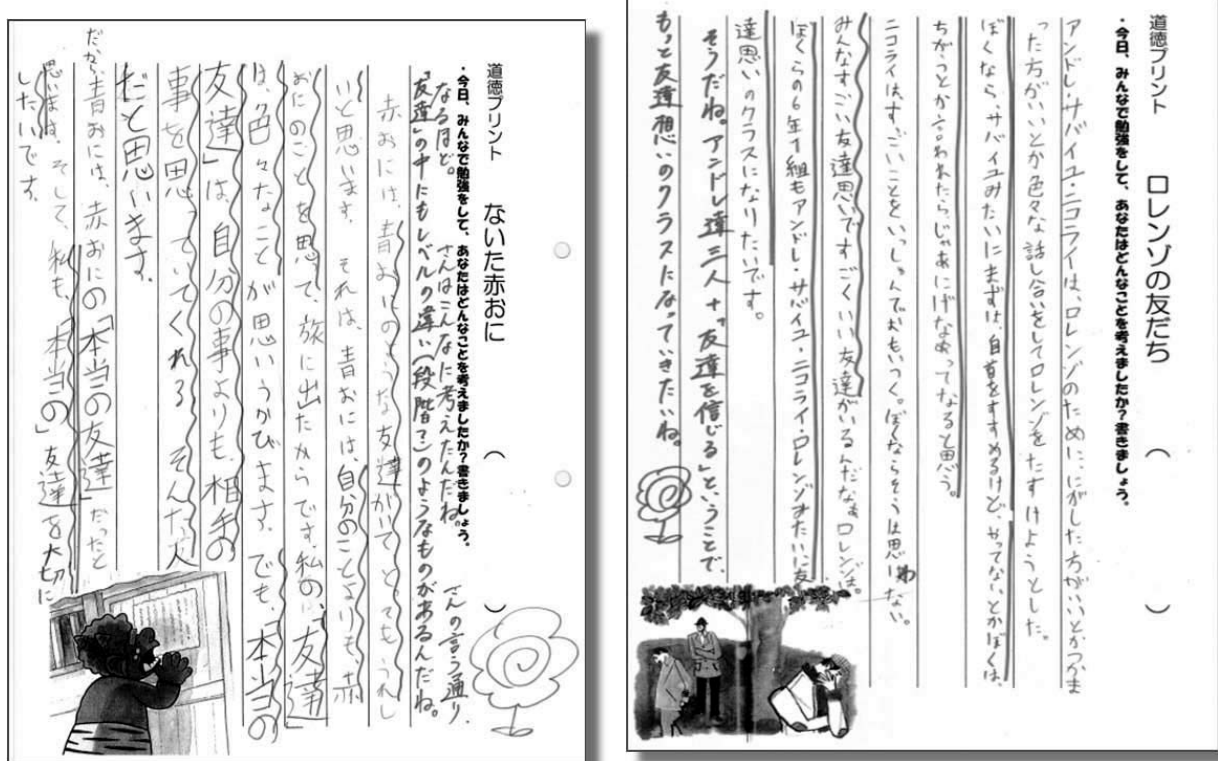 道徳プリント　ないた赤おに　（　）
・今日、みんなで勉強をして、あなたはどんなことを考えましたか？書きましょう。
なるほど。　さんはこんなに考えたんだね。　さんの言う通り、
「友達」の中にもレベルの違い(段階？)のようなものがあるんだね。
赤おには、青おにのような友達がいてとてもうれし
いと思います。それは、青おには、自分のことよりも赤
おにのことを思って、旅に出たからです。私の、「友達」
は、色々なことが思いうかびます。でも、「本当の
友達」は、自分の事よりも、相手の
事を思っていてくれる そんな人
だと思います。
だから、青おには、赤おにの「本当の友達」だったと
思います。そして、私も、「本当の」友達を大切に
したいです。
道徳プリント　ロレンゾの友だち　（　）
・今日、みんなで勉強をして、あなたはどんなことを考えましたか？書きましょう。
アンドレ・サバイユ・ニコライは、ロレンゾのために、にがした方がいいとかつかま
った方がいいとか色々な話し合いをしてロレンゾをたすけようとした。
ぼくなら、サバイユみたいにまずは、自首をすすめるけど、やってないとかぼくは、
ちがうとか言われたら、じゃあにげなぁってなると思う。
ニコライは、すごいことをいっしゅんでおもいつく。ぼくならそうは思わない。
みんなすごい友達思いですごくいい友達がいるんだなぁロレンゾは。
ぼくらの6年1組もアンドレ・サバイユ・ニコライ・ロレンゾみたいに友
達思いのクラスになりたいです。
そうだね。アンドレ達三人+“友達を信じる”ということで、
もっと友達想いのクラスになっていきたいね。